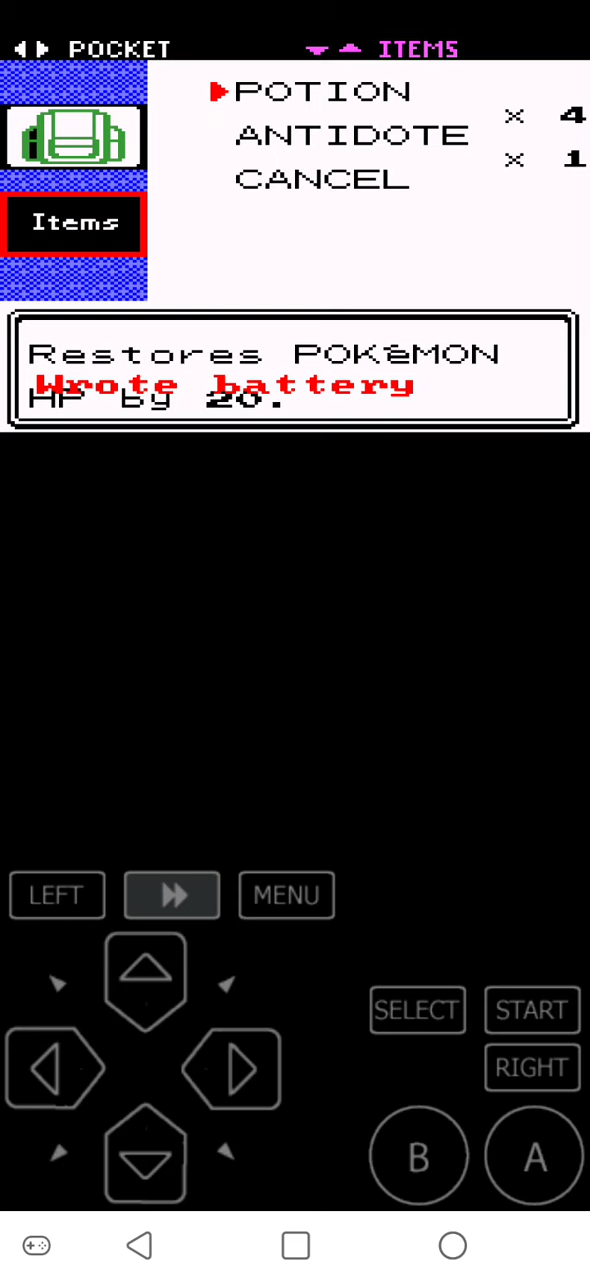 POCKET ITEMS
POTION
× 4
ANTIDOTE
× 1
CANCEL
Items
Restores POKéMON
Wrote battery
HP by 20.
LEFT MENU
SELECT START
RIGHT
B A